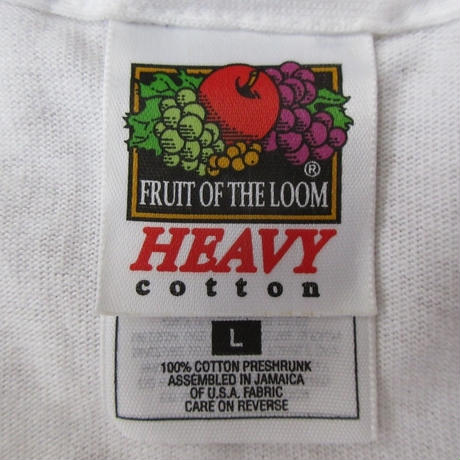 ®
FRUIT OF THE LOOM
HEAVY
cotton
L
100% COTTON PRESHRUNK
ASSEMBLED IN JAMAICA
OF U.S.A. FABRIC
CARE ON REVERSE